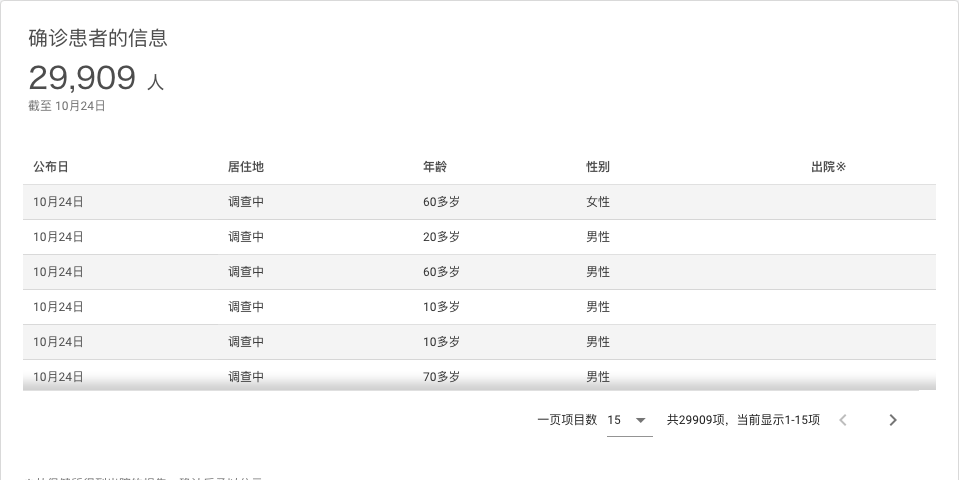 确诊患者的信息
29,909 人
截至 10月24日
公布日 居住地 年龄 性别 出院※
10月24日 调查中 60多岁 女性
10月24日 调查中 20多岁 男性
10月24日 调查中 60多岁 男性
10月24日 调查中 10多岁 男性
10月24日 调查中 10多岁 男性
10月24日 调查中 70多岁 男性
一页项目数 15 共29909项，当前显示1-15项